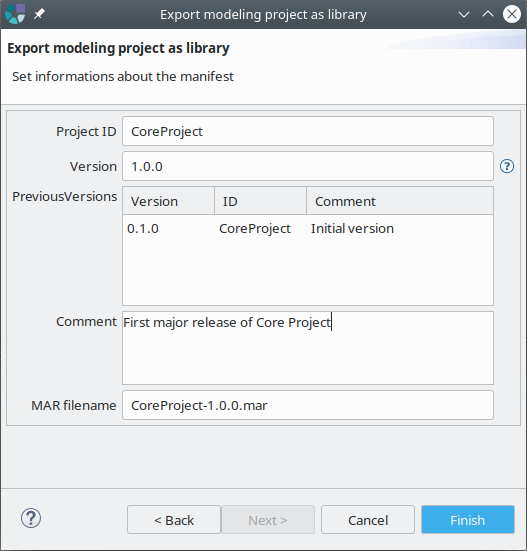 Export modeling project as library
Export modeling project as library
Set informations about the manifest
Project ID CoreProject
Version 1.0.0 ?
PreviousVersions Version ID Comment
0.1.0 CoreProject Initial version
Comment First major release of Core Project
MAR filename CoreProject-1.0.0.mar
? < Back Next > Cancel Finish